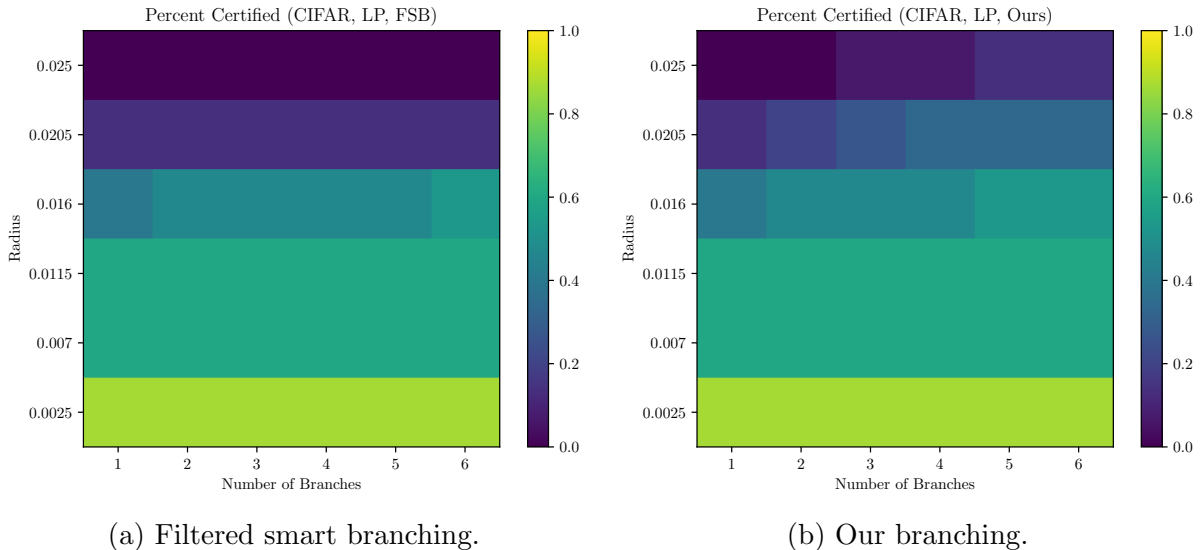 Percent Certified (CIFAR, LP, FSB)
Radius
0.025
0.0205
0.016
0.0115
0.007
0.0025
1 2 3 4 5 6
Number of Branches
1.0
0.8
0.6
0.4
0.2
0.0
(a) Filtered smart branching.
Percent Certified (CIFAR, LP, Ours)
Radius
0.025
0.0205
0.016
0.0115
0.007
0.0025
1 2 3 4 5 6
Number of Branches
1.0
0.8
0.6
0.4
0.2
0.0
(b) Our branching.